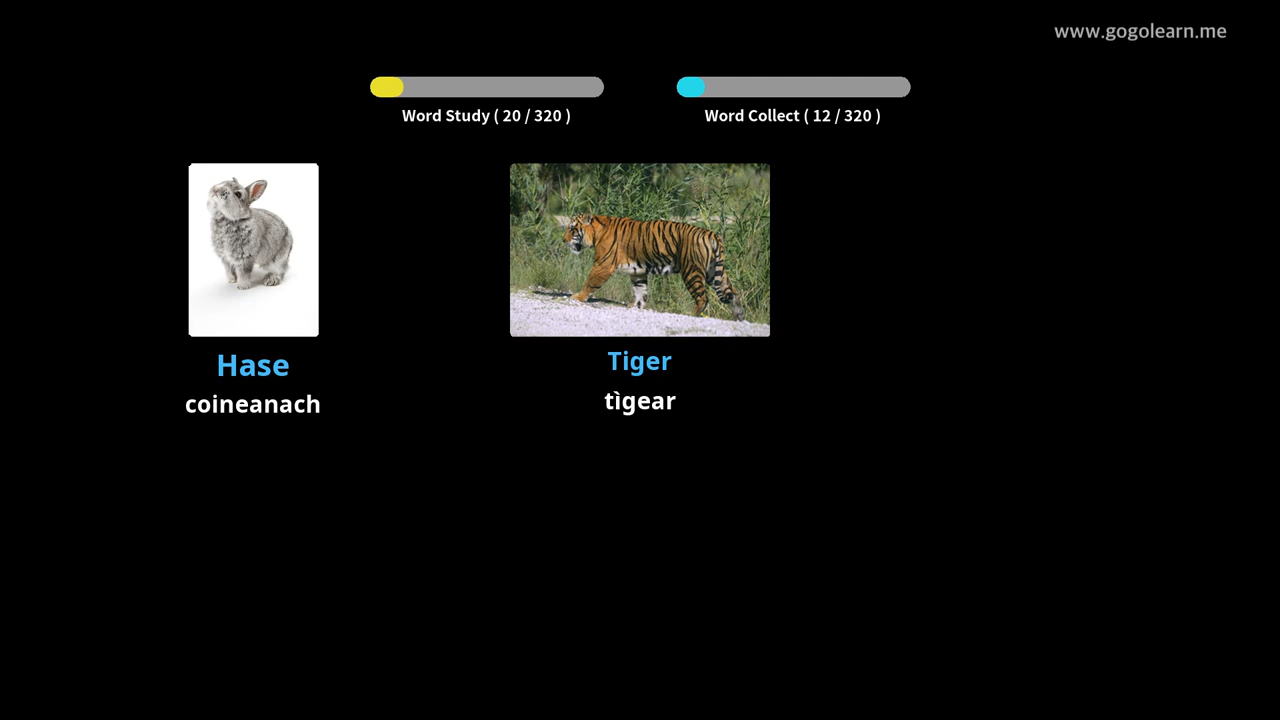 www.gogolearn.me
Word Study ( 20 / 320 )
Word Collect ( 12 / 320 )
Hase
coineanach
Tiger
tìgear